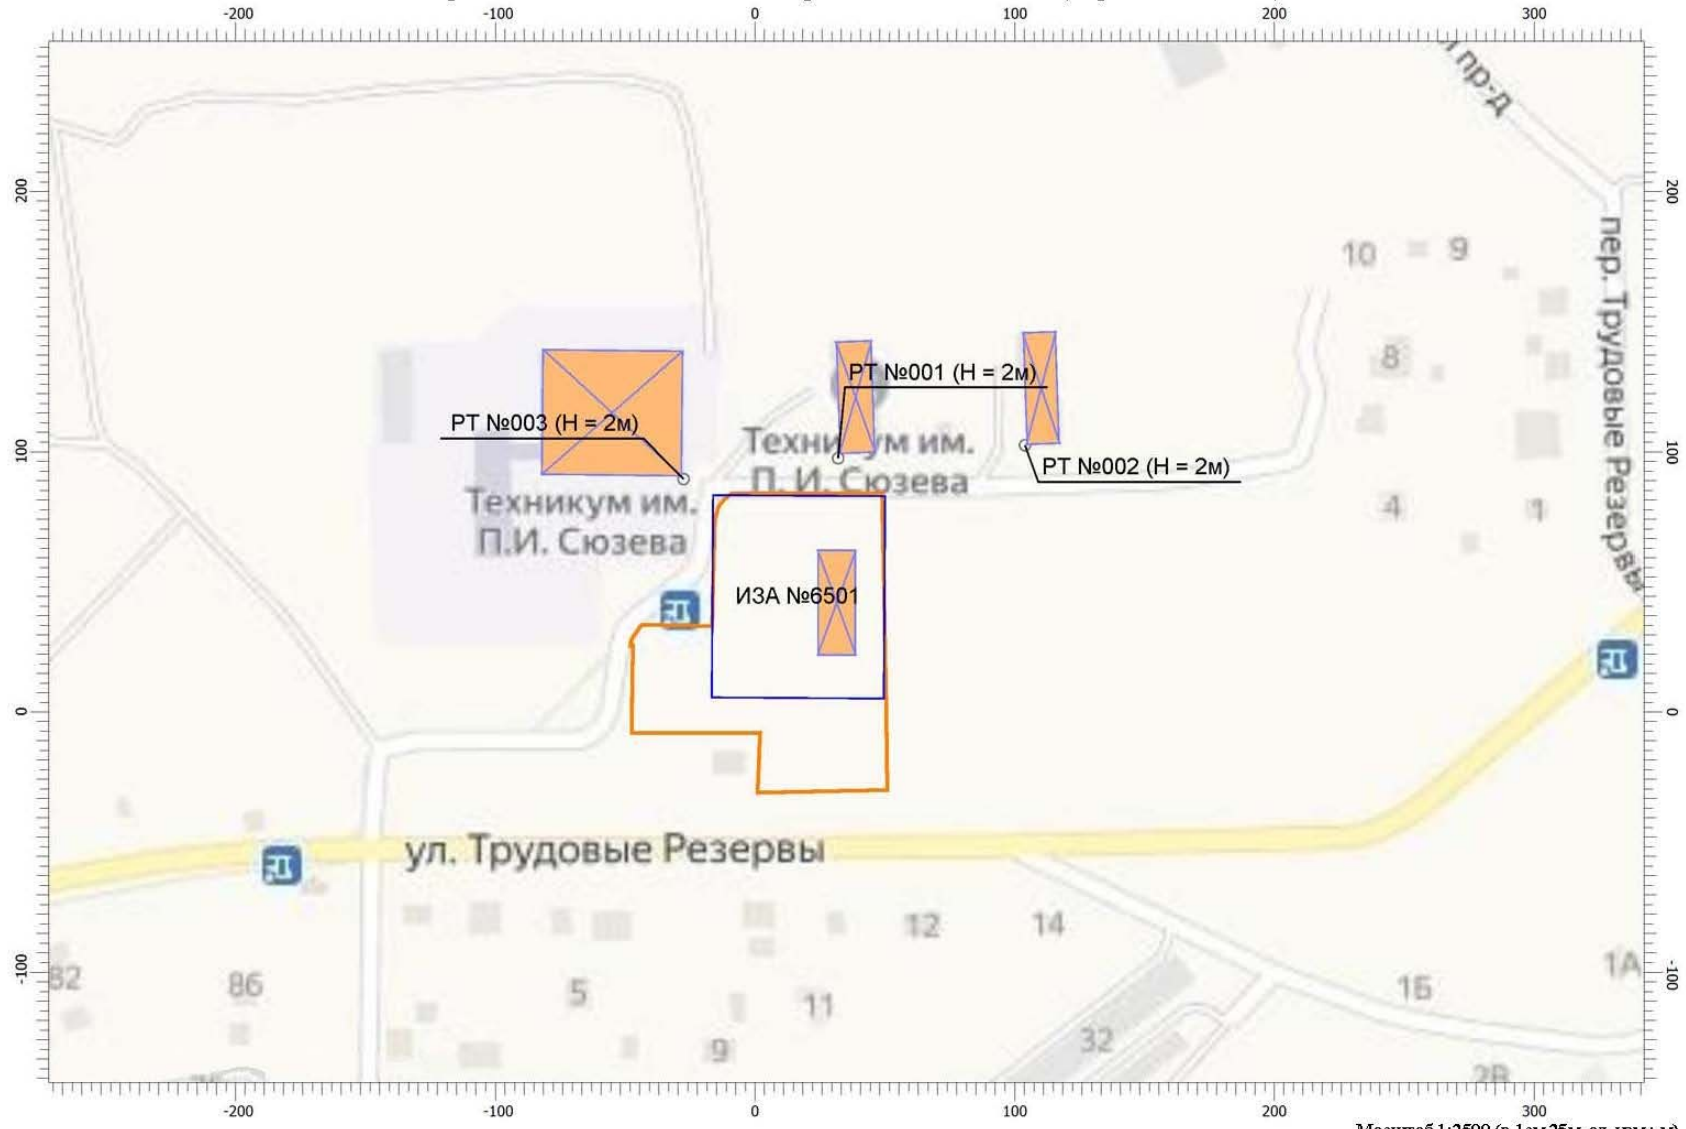 -200 -100 0 100 200 300
пр-д
200
200
пер. Трудовые Резервы
10
9
8
РТ №001 (H = 2м)
РТ №003 (H = 2м)
100
100
Техникум им.
П. И. Сюзева
РТ №002 (H = 2м)
Техникум им.
П.И. Сюзева
4
1
ИЗА №6501
0
0
ул. Трудовые Резервы
12
14
-100
-100
82
86
5
11
1Б
1А
9
32
2В
-200 -100 0 100 200 300